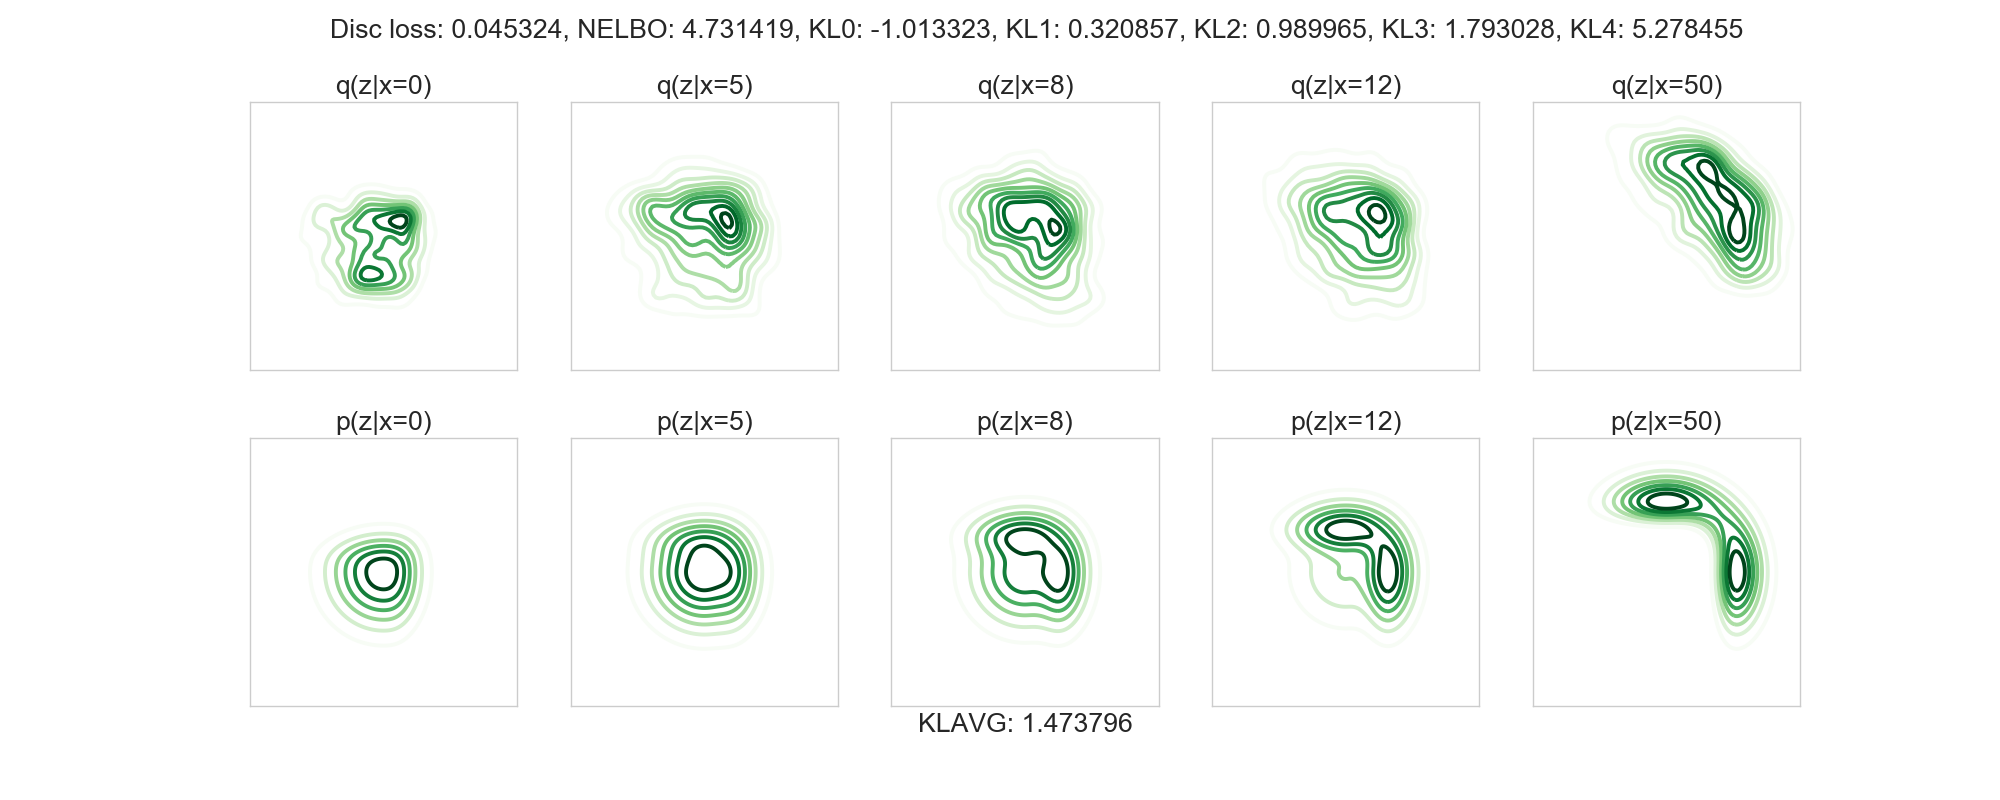 Disc loss: 0.045324, NELBO: 4.731419, KL0: -1.013323, KL1: 0.320857, KL2: 0.989965, KL3: 1.793028, KL4: 5.278455
q(z|x=0) q(z|x=5) q(z|x=8) q(z|x=12) q(z|x=50)
p(z|x=0) p(z|x=5) p(z|x=8) p(z|x=12) p(z|x=50)
KLAVG: 1.473796